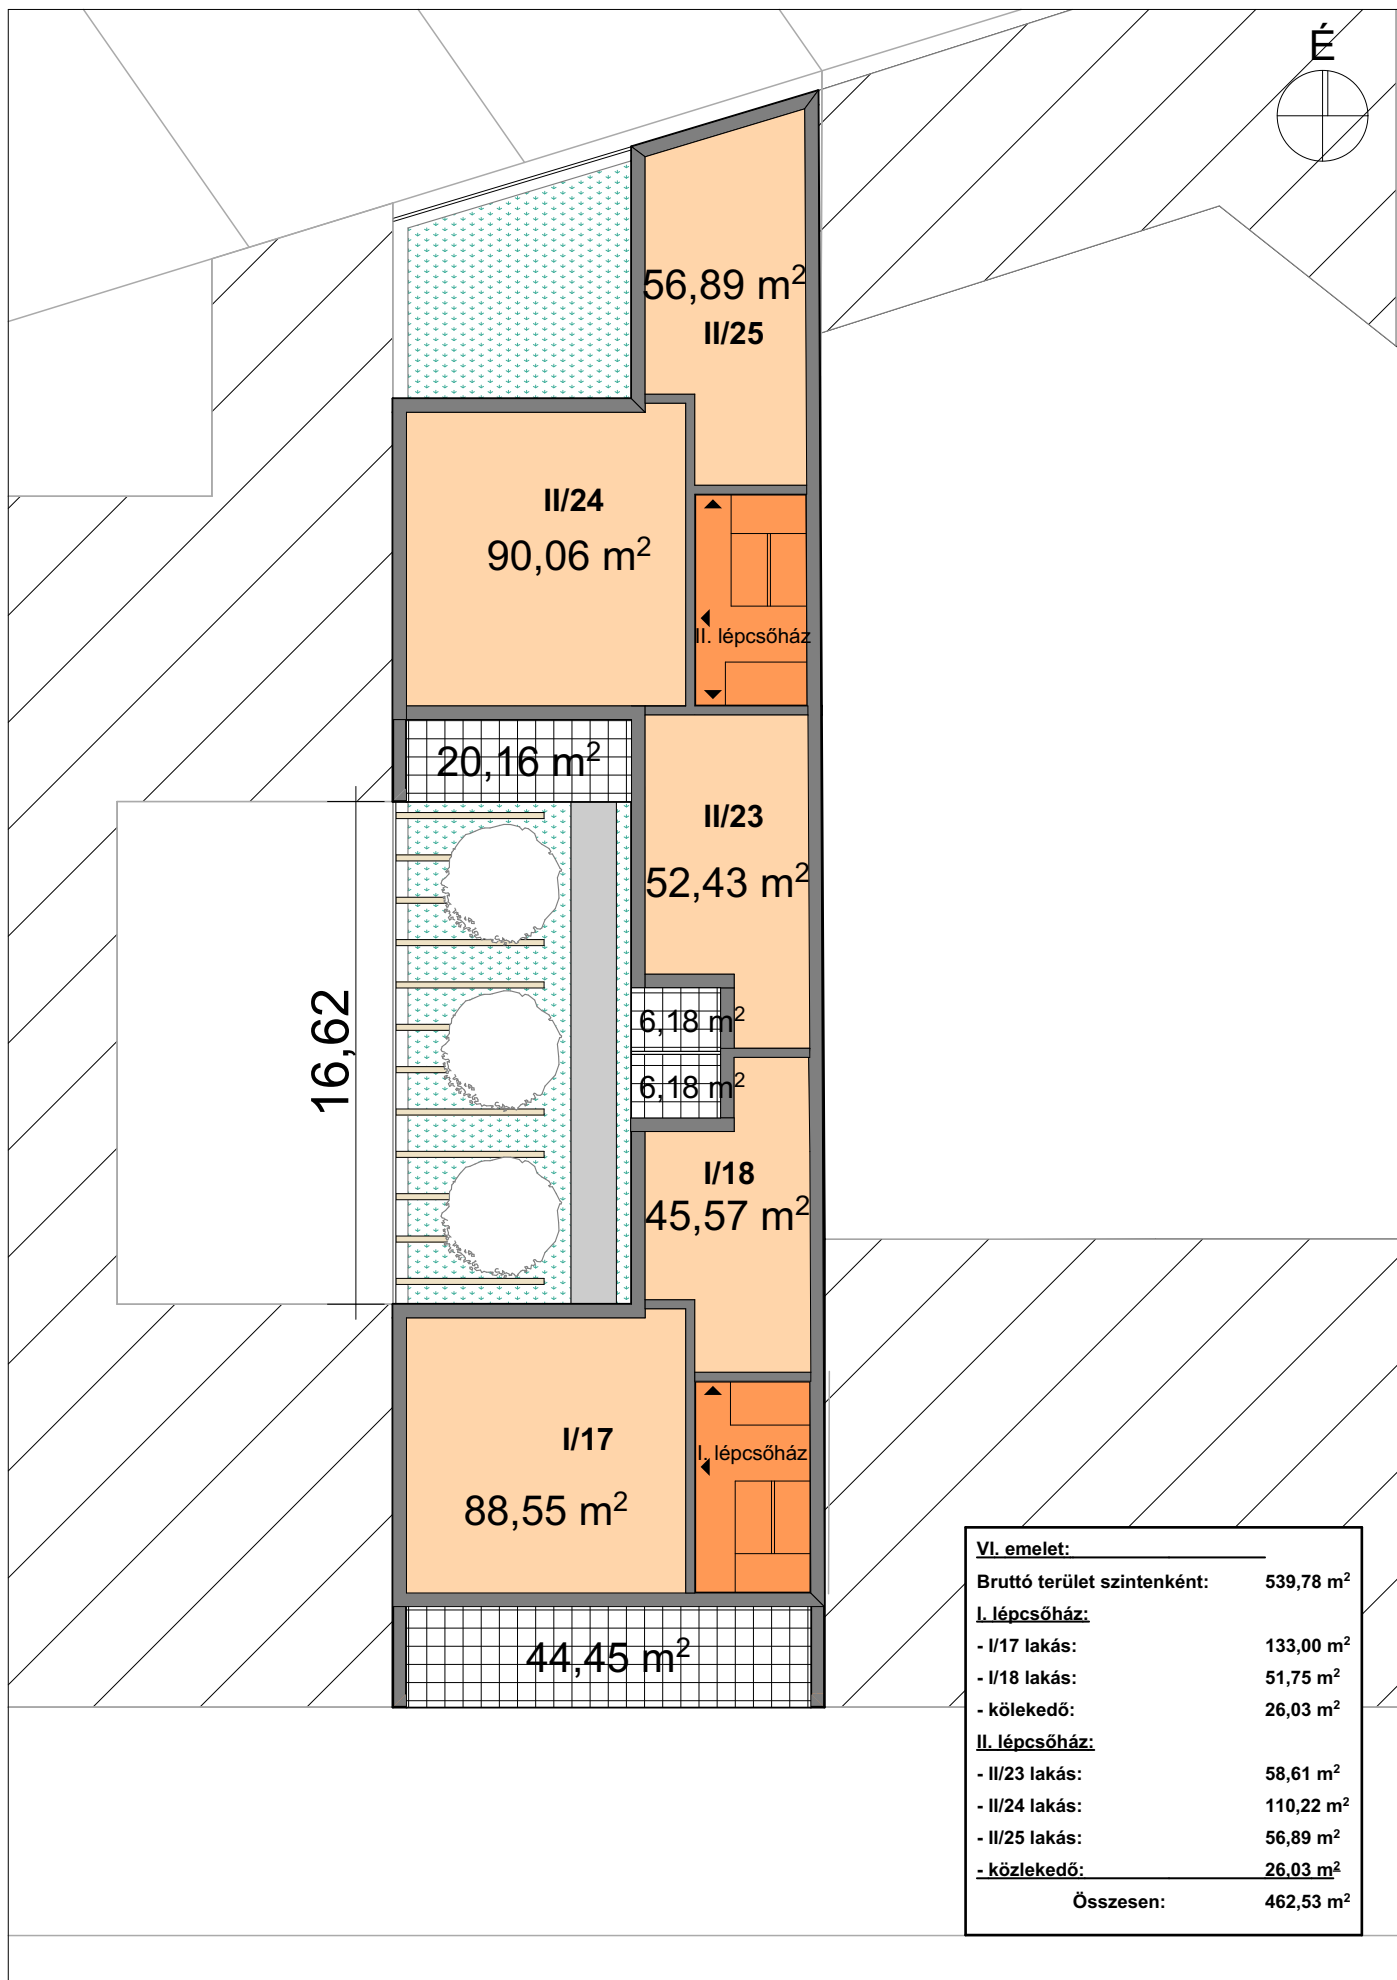 É
56,89 m²
II/25
II/24
90,06 m²
II. lépcsőház
20,16 m²
II/23
52,43 m²
16,62
6,18 m²
6,18 m²
I/18
45,57 m²
I/17
I. lépcsőház
88,55 m²
44,45 m²
VI. emelet:
Bruttó terület szintenként: 539,78 m²
I. lépcsőház:
- I/17 lakás: 133,00 m²
- I/18 lakás: 51,75 m²
- kölekedő: 26,03 m²
II. lépcsőház:
- II/23 lakás: 58,61 m²
- II/24 lakás: 110,22 m²
- II/25 lakás: 56,89 m²
- közlekedő: 26,03 m²
Összesen: 462,53 m²